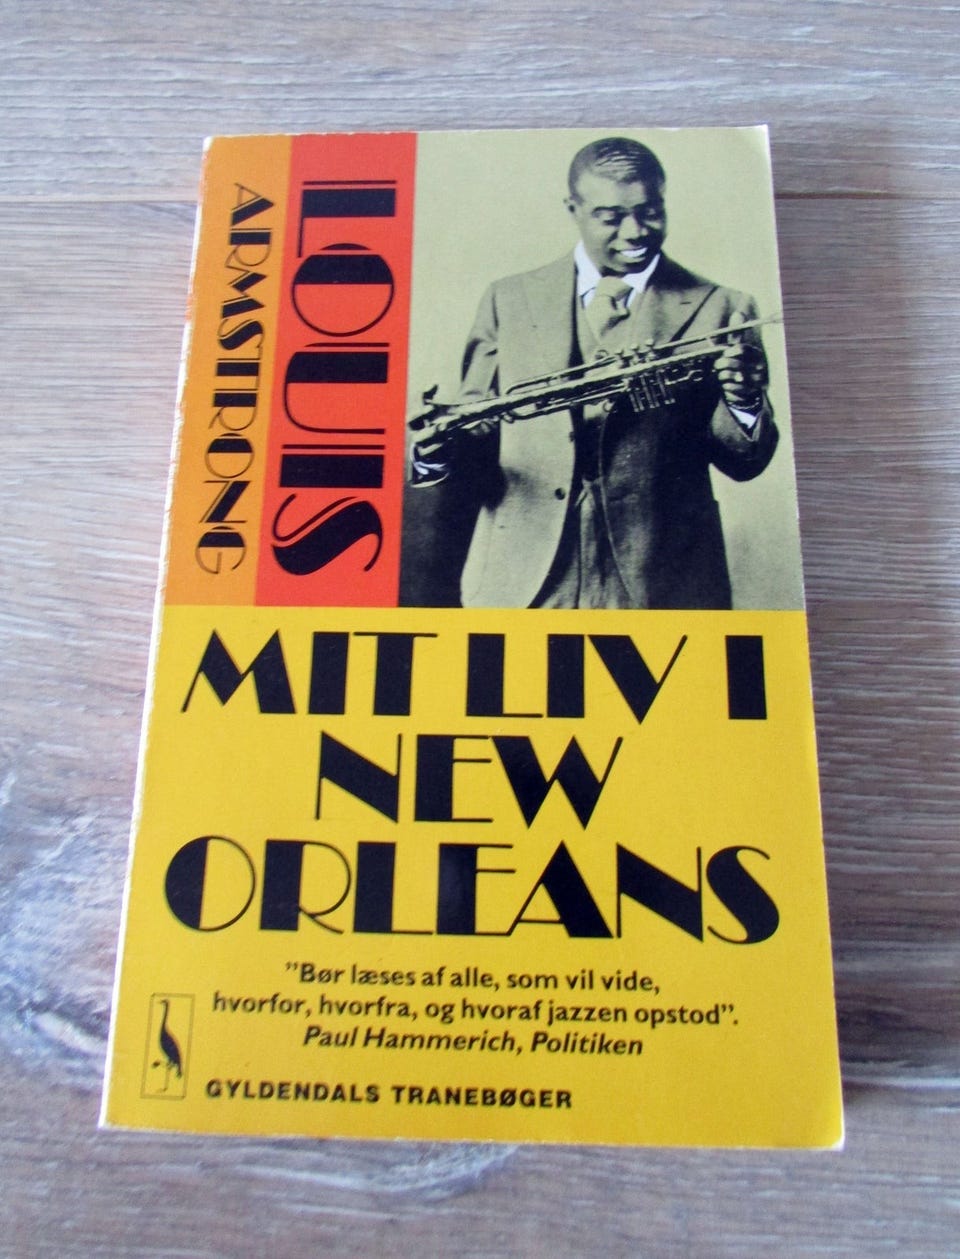 LOUIS
ARMSTRONG
MIT LIV I
NEW
ORLEANS
”Bør læses af alle, som vil vide,
hvorfor, hvorfra, og hvoraf jazzen opstod”.
Paul Hammerich, Politiken
GYLDENDALS TRANEBØGER